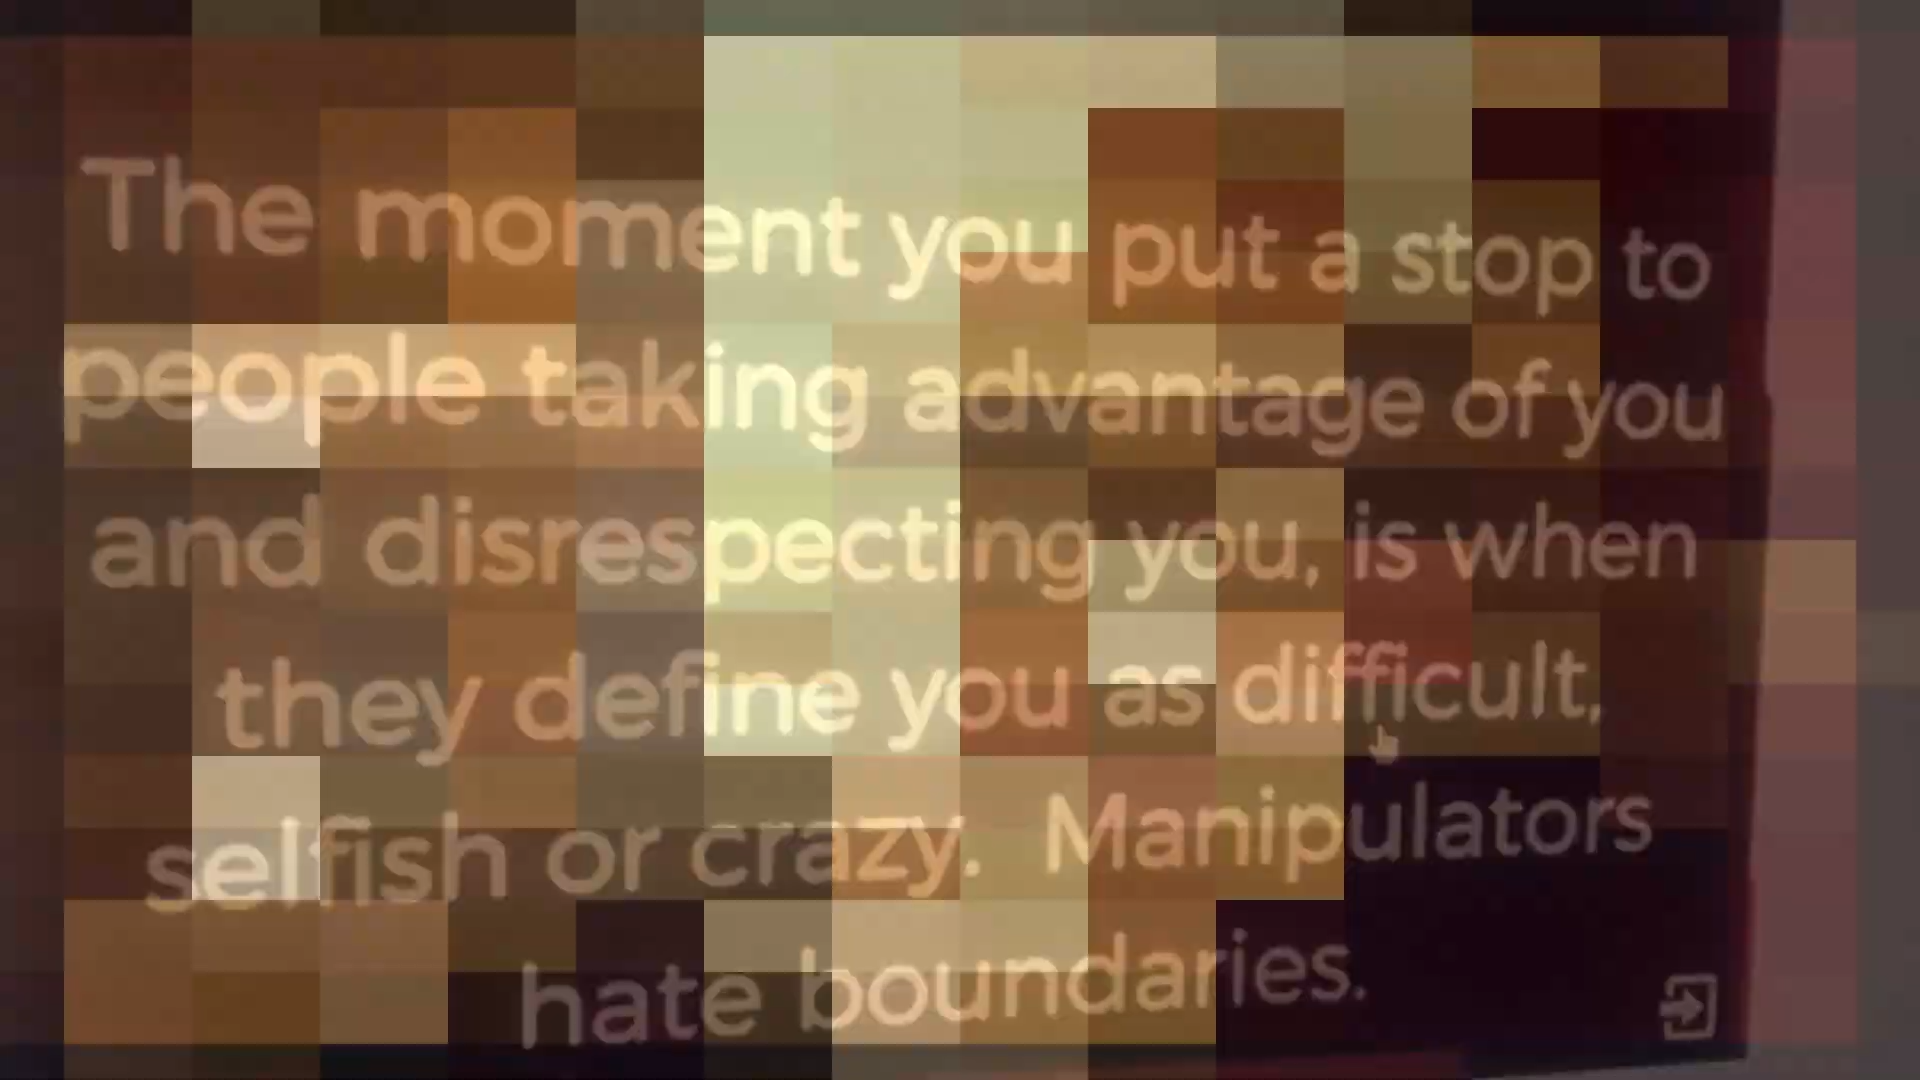 The moment you put a stop to
people taking advantage of you
and disrespecting you, is when
they define you as difficult,
selfish or crazy. Manipulators
hate boundaries.